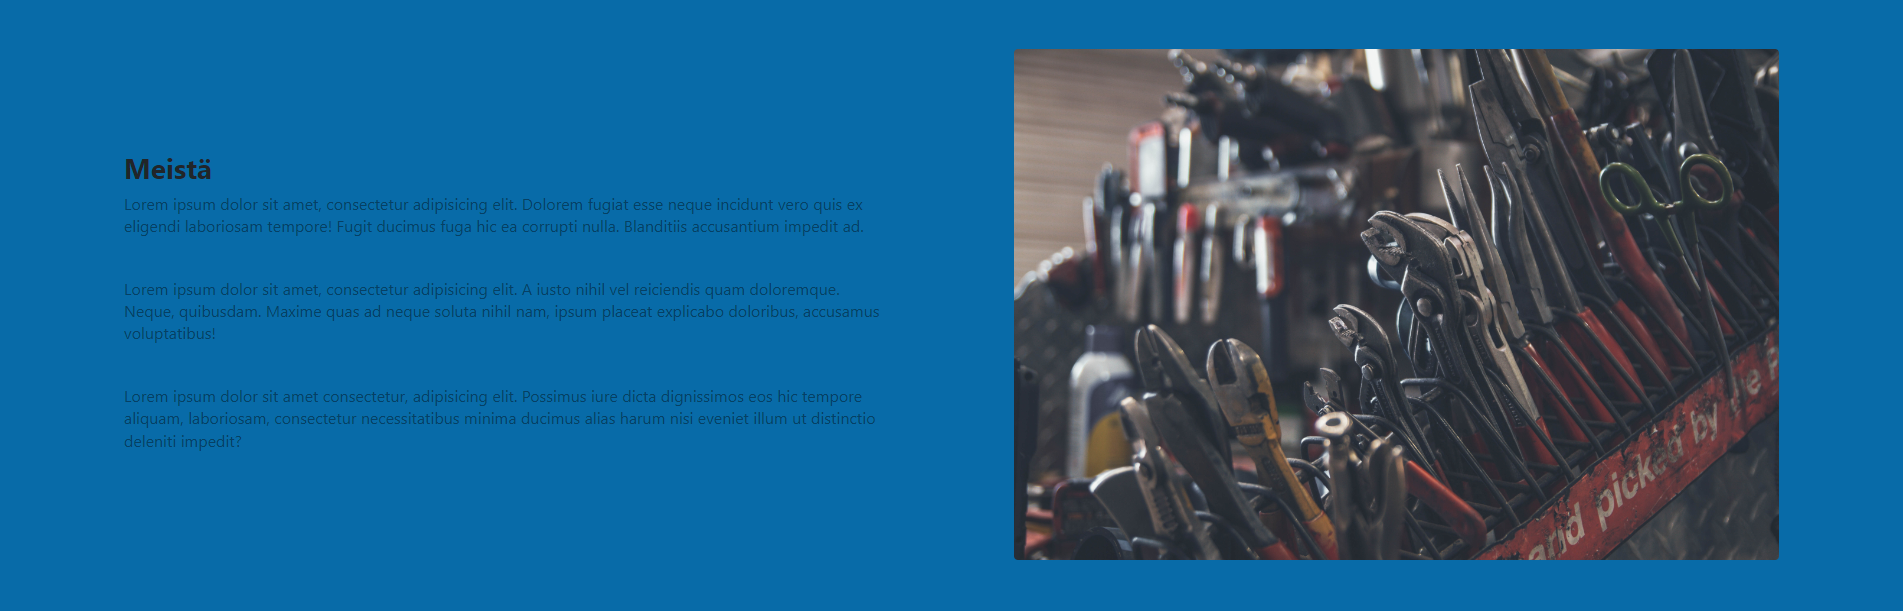 Meistä
Lorem ipsum dolor sit amet, consectetur adipisicing elit. Dolorem fugiat esse neque incidunt vero quis ex
eligendi laboriosam tempore! Fugit ducimus fuga hic ea corrupti nulla. Blanditiis accusantium impedit ad.
Lorem ipsum dolor sit amet, consectetur adipisicing elit. A iusto nihil vel reiciendis quam doloremque.
Neque, quibusdam. Maxime quas ad neque soluta nihil nam, ipsum placeat explicabo doloribus, accusamus
voluptatibus!
Lorem ipsum dolor sit amet consectetur, adipisicing elit. Possimus iure dicta dignissimos eos hic tempore
aliquam, laboriosam, consectetur necessitatibus minima ducimus alias harum nisi eveniet illum ut distinctio
deleniti impedit?
and picked by